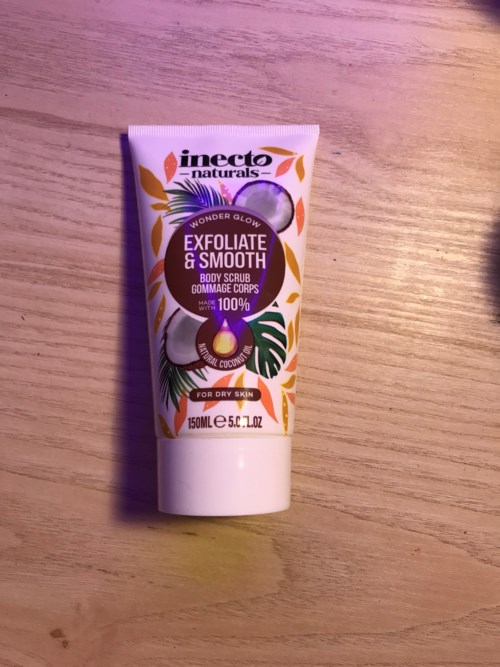 inecto
naturals
WONDER GLOW
EXFOLIATE
& SMOOTH
BODY SCRUB
GOMMAGE CORPS
MADE
WITH 100%
NATURAL COCONUT OIL
FOR DRY SKIN
150ML ℮